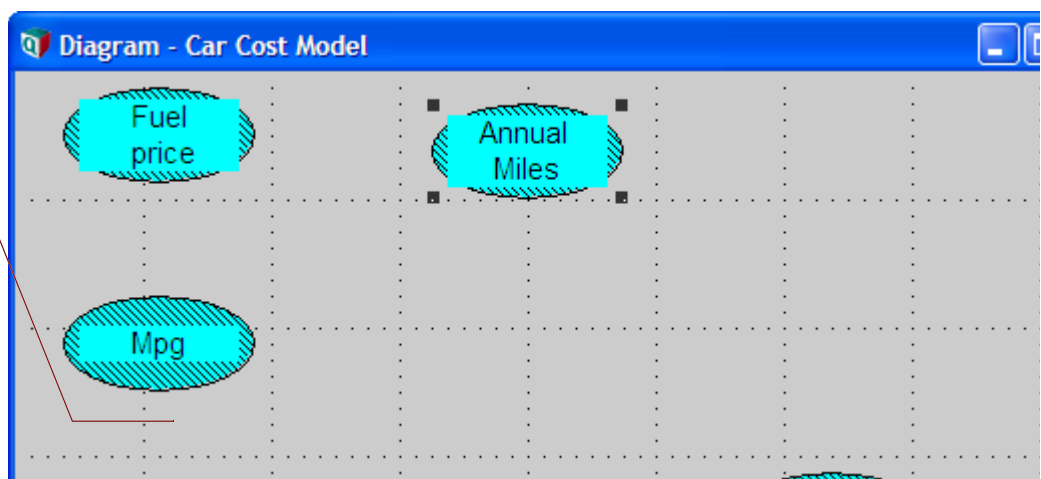 Diagram - Car Cost Model
Fuel
price
Annual
Miles
Mpg